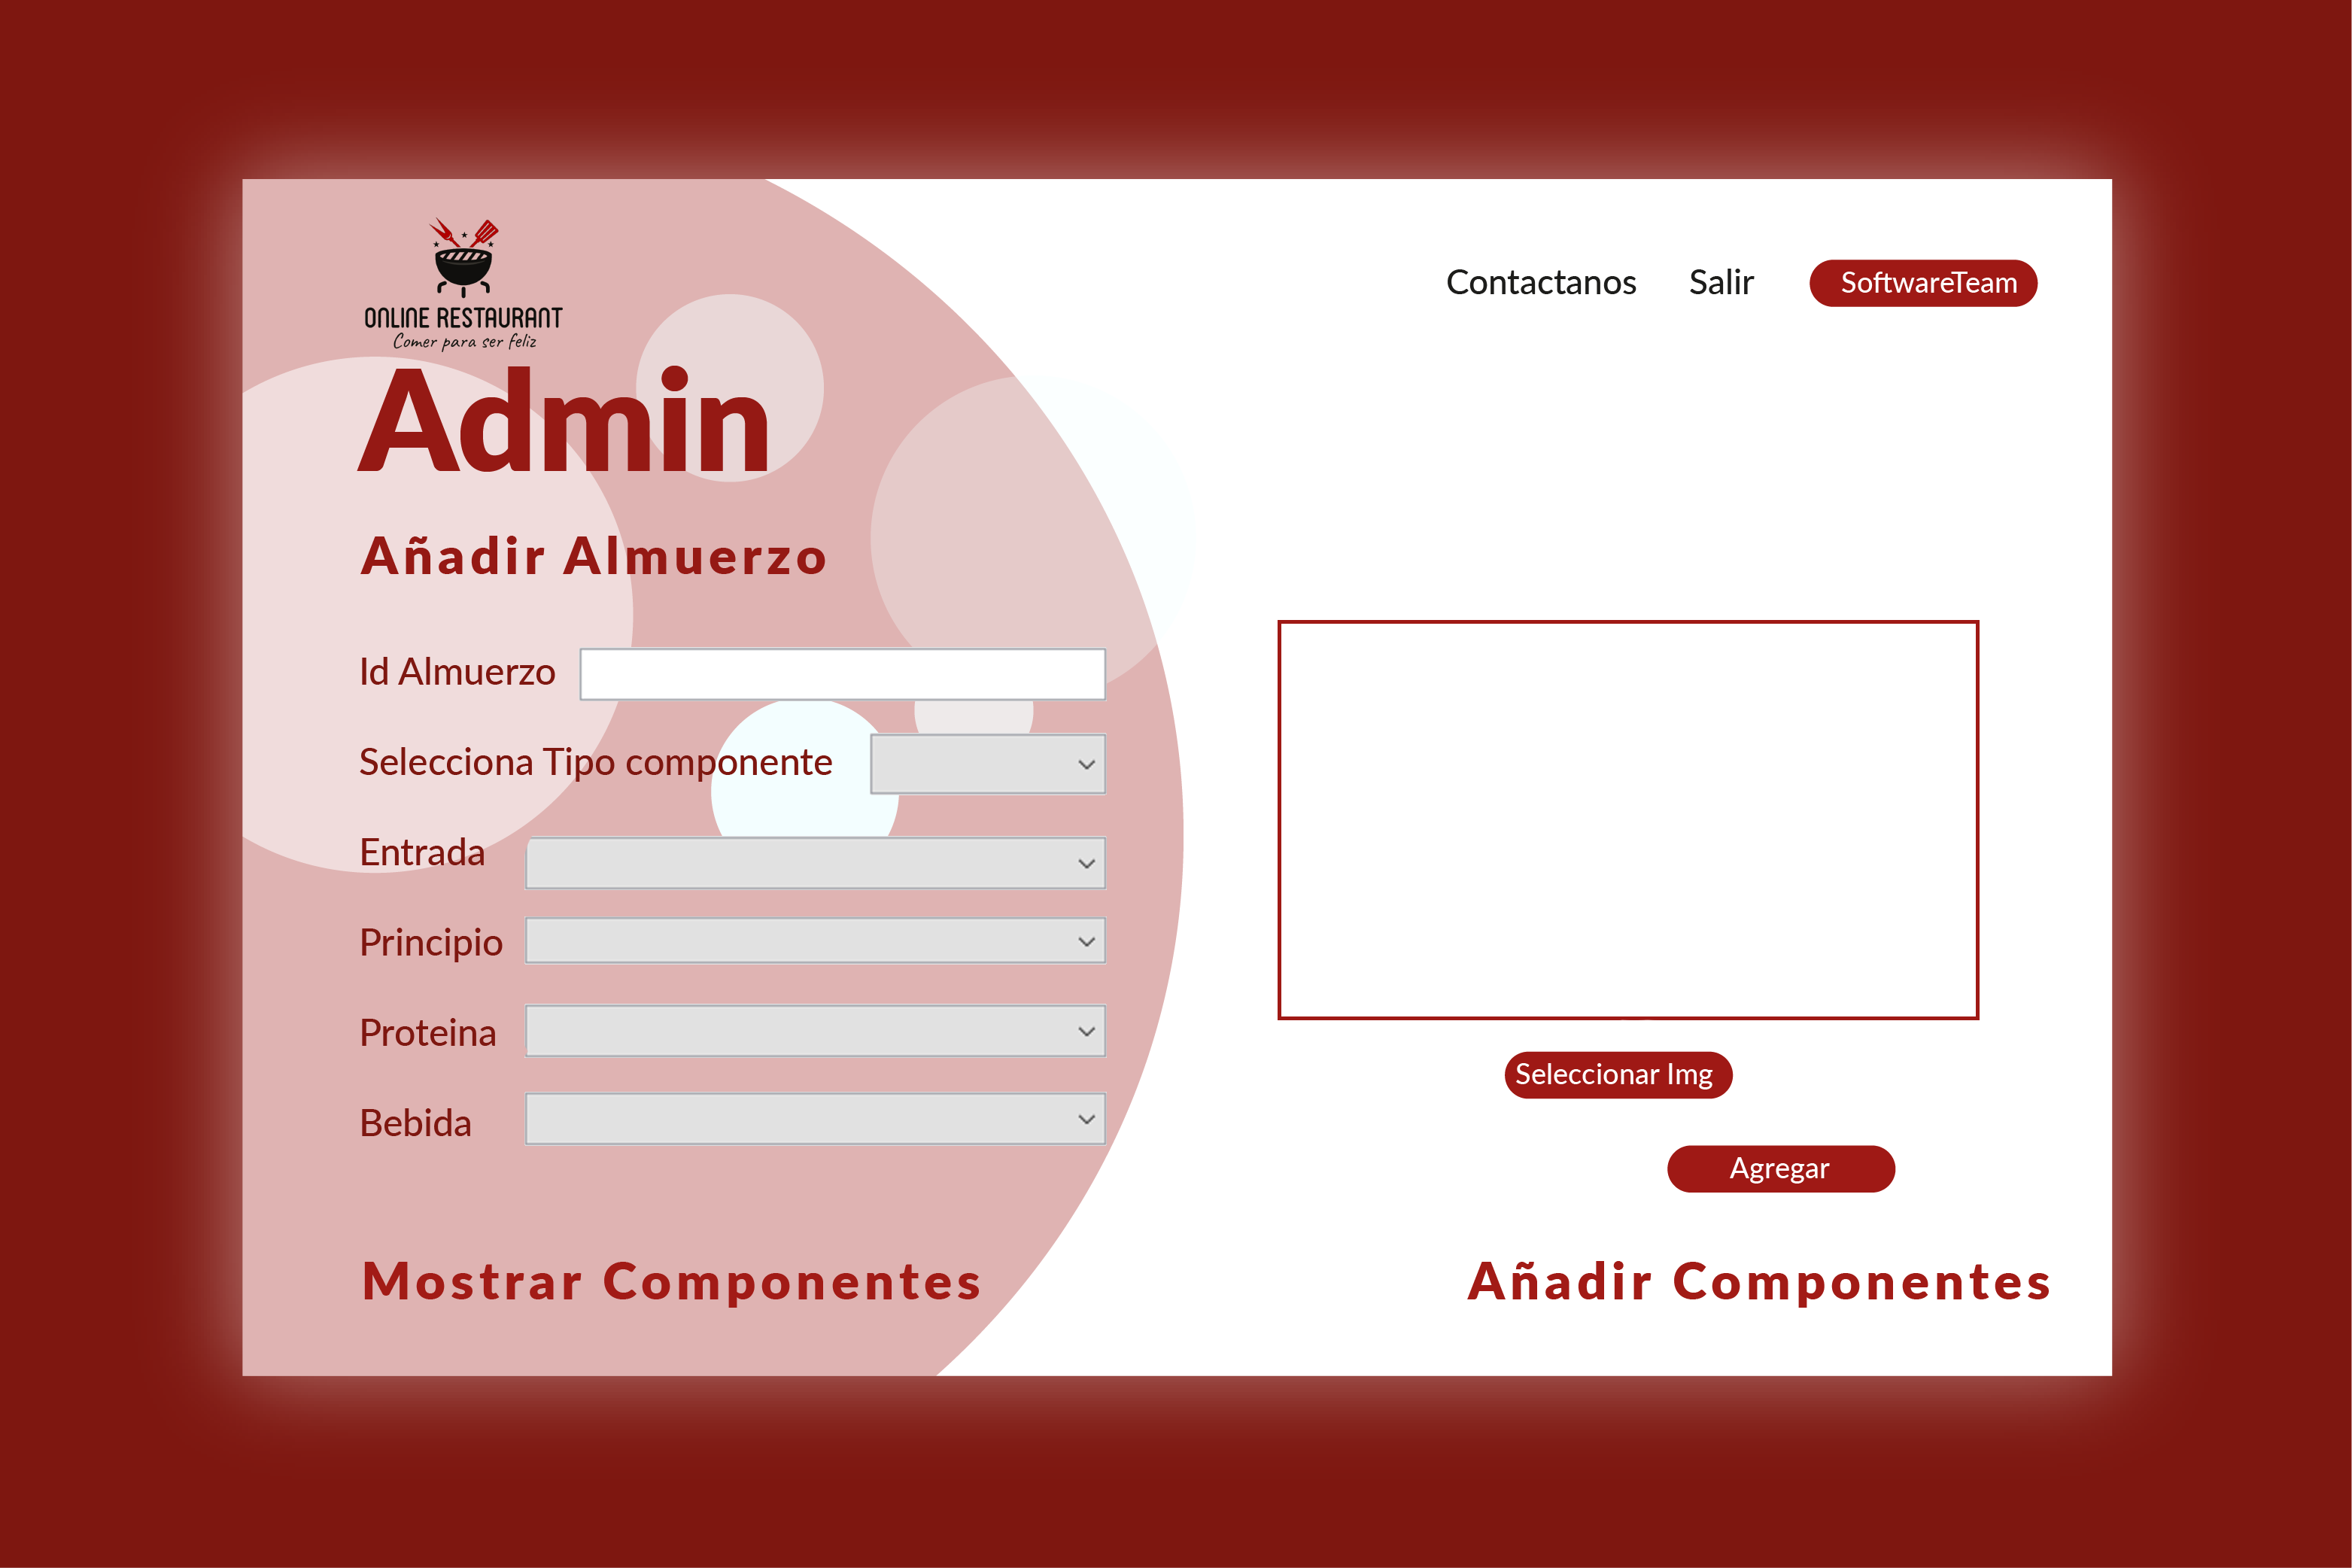 ONLINE RESTAURANT
Comer para ser feliz
Contactanos
Salir
SoftwareTeam
Admin
Añadir Almuerzo
Id Almuerzo
Selecciona Tipo componente
Entrada
Principio
Proteina
Bebida
Seleccionar Img
Agregar
Mostrar Componentes
Añadir Componentes